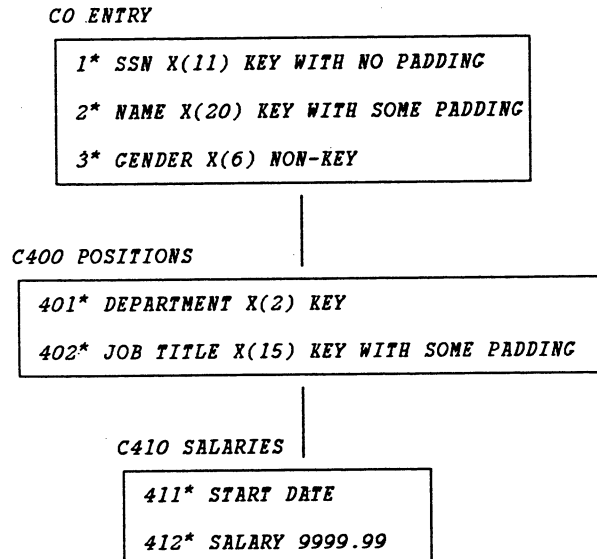 C0 ENTRY
1* SSN X(11) KEY WITH NO PADDING
2* NAME X(20) KEY WITH SOME PADDING
3* GENDER X(6) NON-KEY
C400 POSITIONS
401* DEPARTMENT X(2) KEY
402* JOB TITLE X(15) KEY WITH SOME PADDING
C410 SALARIES
411* START DATE
412* SALARY 9999.99